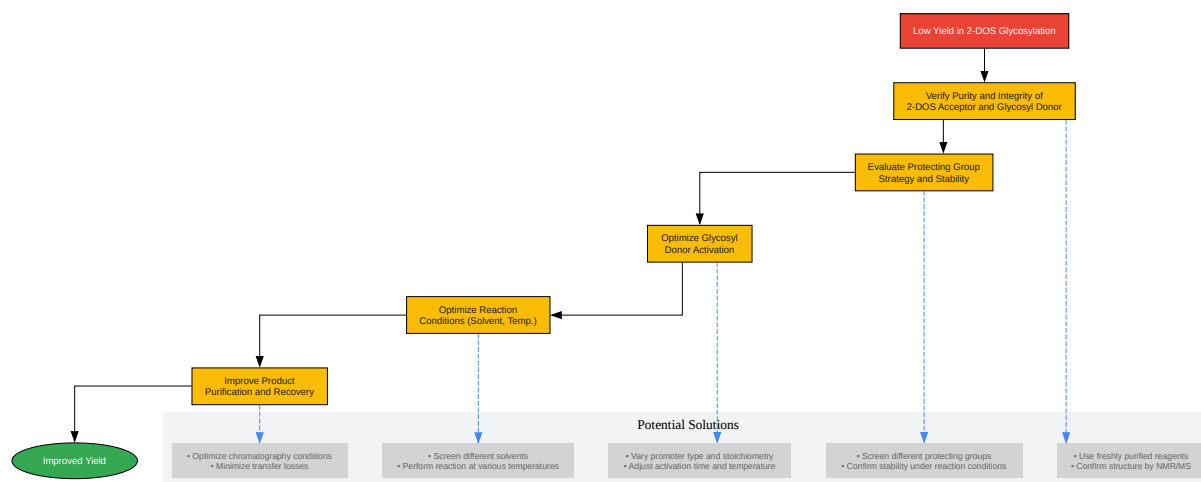 Low Yield in 2-DOS Glycosylation
Verify Purity and Integrity of
2-DOS Acceptor and Glycosyl Donor
Evaluate Protecting Group
Strategy and Stability
Optimize Glycosyl
Donor Activation
Optimize Reaction
Conditions (Solvent, Temp.)
Improve Product
Purification and Recovery
Potential Solutions
Improved Yield
• Optimize chromatography conditions
• Minimize transfer losses
• Screen different solvents
• Perform reaction at various temperatures
• Vary promoter type and stoichiometry
• Adjust activation time and temperature
• Screen different protecting groups
• Confirm stability under reaction conditions
• Use freshly purified reagents
• Confirm structure by NMR/MS